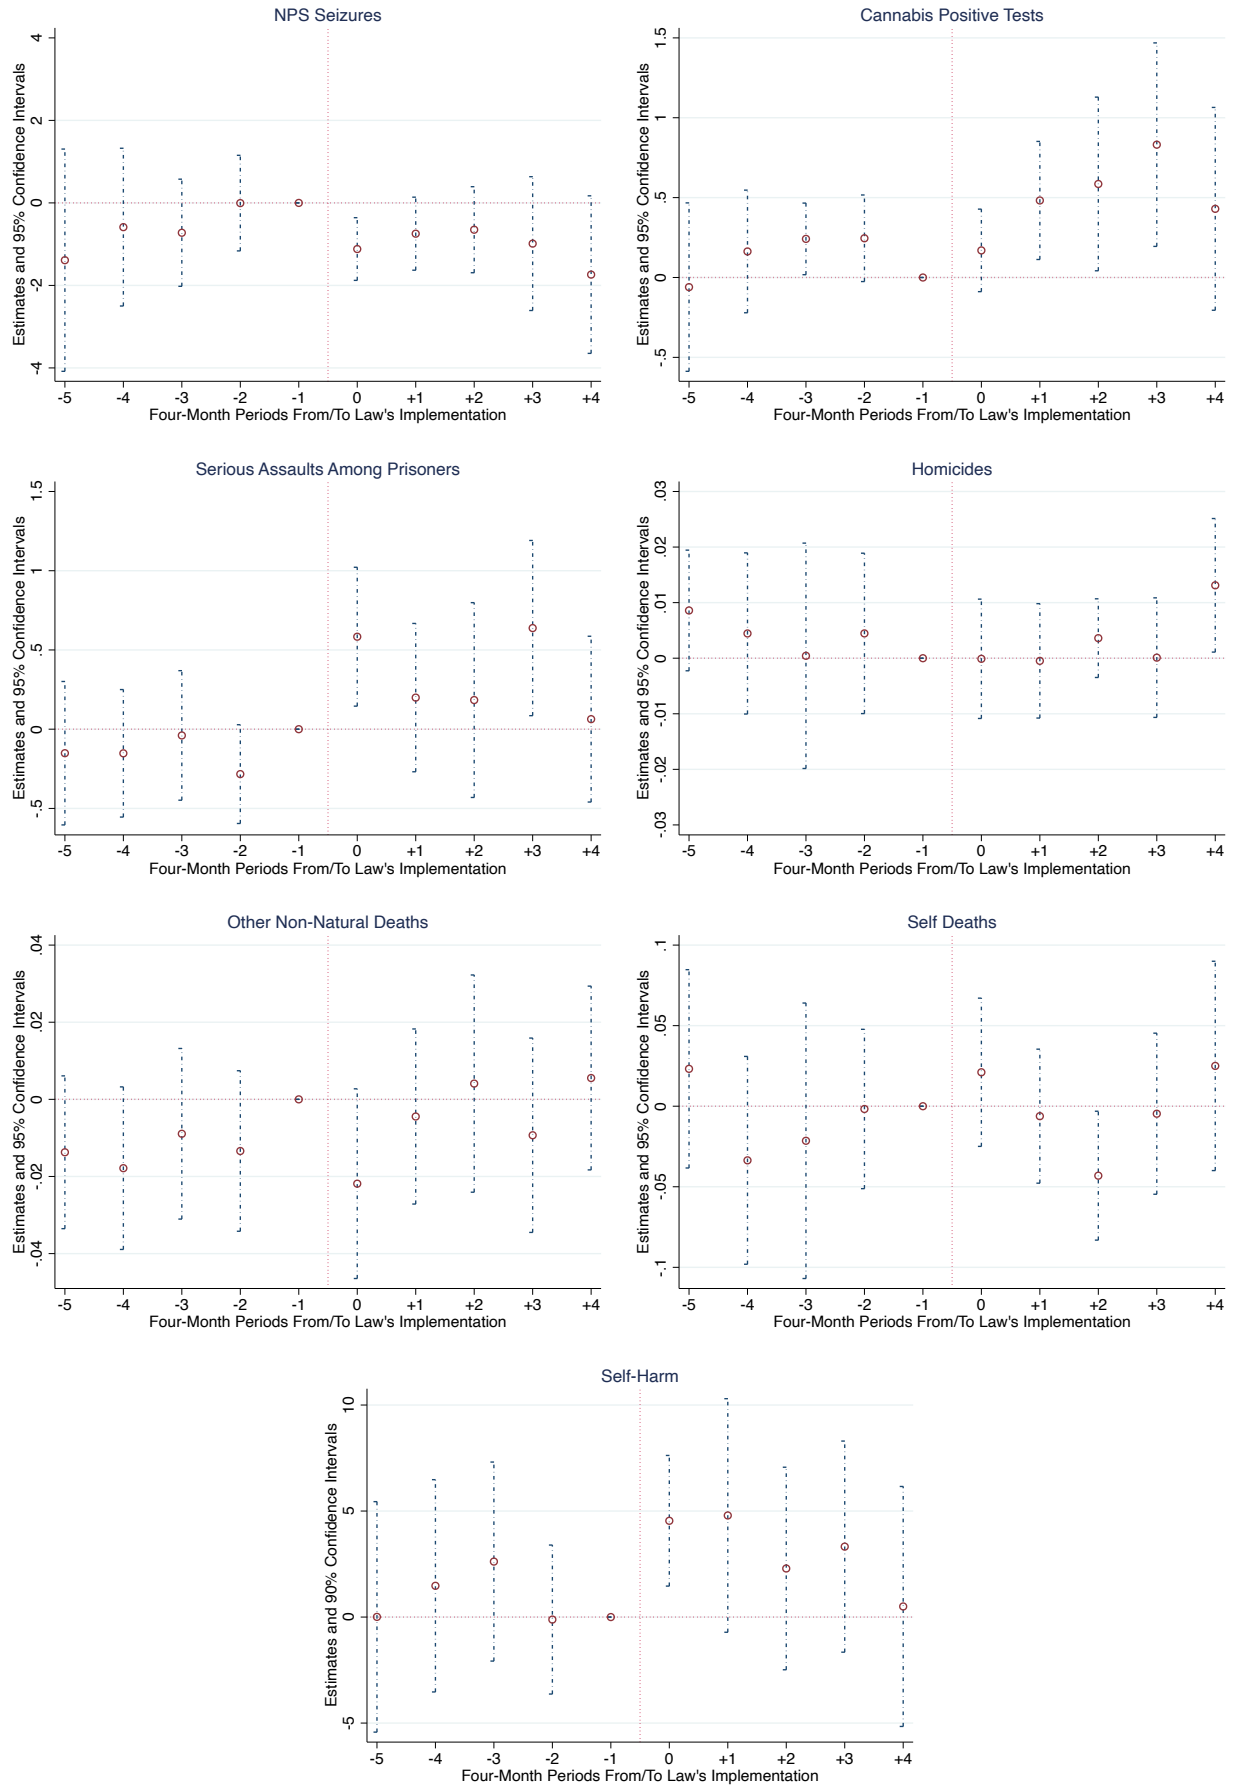 NPS Seizures
Estimates and 95% Confidence Intervals
4
2
0
-2
-4
-5 -4 -3 -2 -1 0 +1 +2 +3 +4
Four-Month Periods From/To Law's Implementation
Cannabis Positive Tests
Estimates and 95% Confidence Intervals
1.5
1
.5
0
-.5
-5 -4 -3 -2 -1 0 +1 +2 +3 +4
Four-Month Periods From/To Law's Implementation
Serious Assaults Among Prisoners
Estimates and 95% Confidence Intervals
1.5
1
.5
0
-.5
-5 -4 -3 -2 -1 0 +1 +2 +3 +4
Four-Month Periods From/To Law's Implementation
Homicides
Estimates and 95% Confidence Intervals
.03
.02
.01
0
-.01
-.02
-.03
-5 -4 -3 -2 -1 0 +1 +2 +3 +4
Four-Month Periods From/To Law's Implementation
Other Non-Natural Deaths
Estimates and 95% Confidence Intervals
.04
.02
0
-.02
-.04
-5 -4 -3 -2 -1 0 +1 +2 +3 +4
Four-Month Periods From/To Law's Implementation
Self Deaths
Estimates and 95% Confidence Intervals
.1
.05
0
-.05
-.1
-5 -4 -3 -2 -1 0 +1 +2 +3 +4
Four-Month Periods From/To Law's Implementation
Self-Harm
Estimates and 90% Confidence Intervals
10
5
0
-5
-5 -4 -3 -2 -1 0 +1 +2 +3 +4
Four-Month Periods From/To Law's Implementation